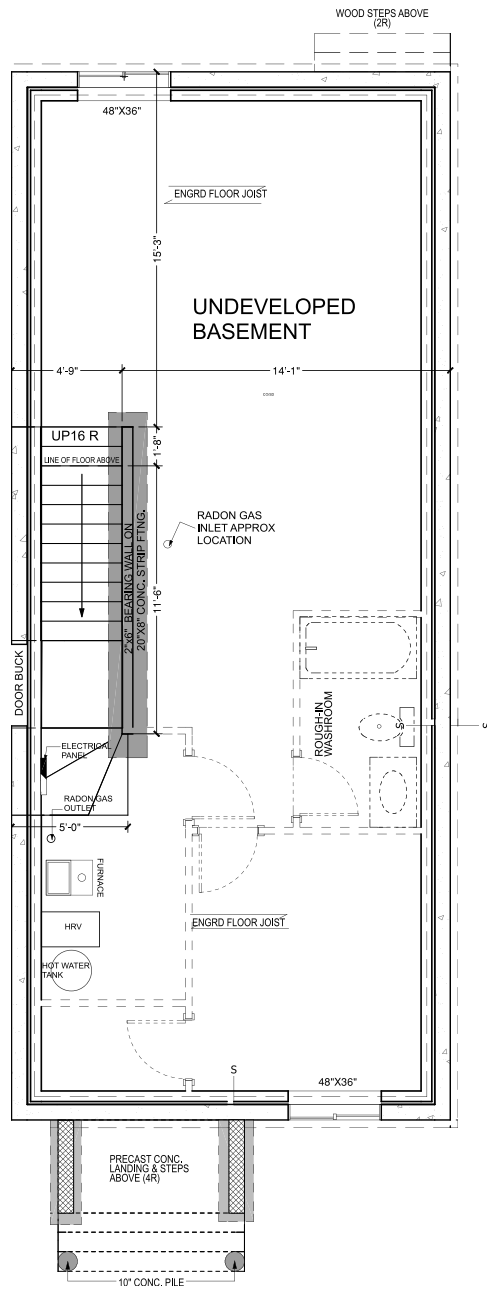 WOOD STEPS ABOVE
(2R)
48"X36"
ENGRD FLOOR JOIST
15'-3"
UNDEVELOPED
BASEMENT
4'-9"
14'-1"
UP16 R
LINE OF FLOOR ABOVE
1'-8"
2"x6" BEARING WALL ON
20"X8" CONC. STRIP FTNG.
11'-6"
RADON GAS
INLET APPROX
LOCATION
DOOR BUCK
ROUGH-IN
WASHROOM
S
ELECTRICAL
PANEL
RADON GAS
OUTLET
5'-0"
FURNACE
HRV
HOT WATER
TANK
ENGRD FLOOR JOIST
S
48"X36"
PRECAST CONC.
LANDING & STEPS
ABOVE (4R)
10" CONC. PILE